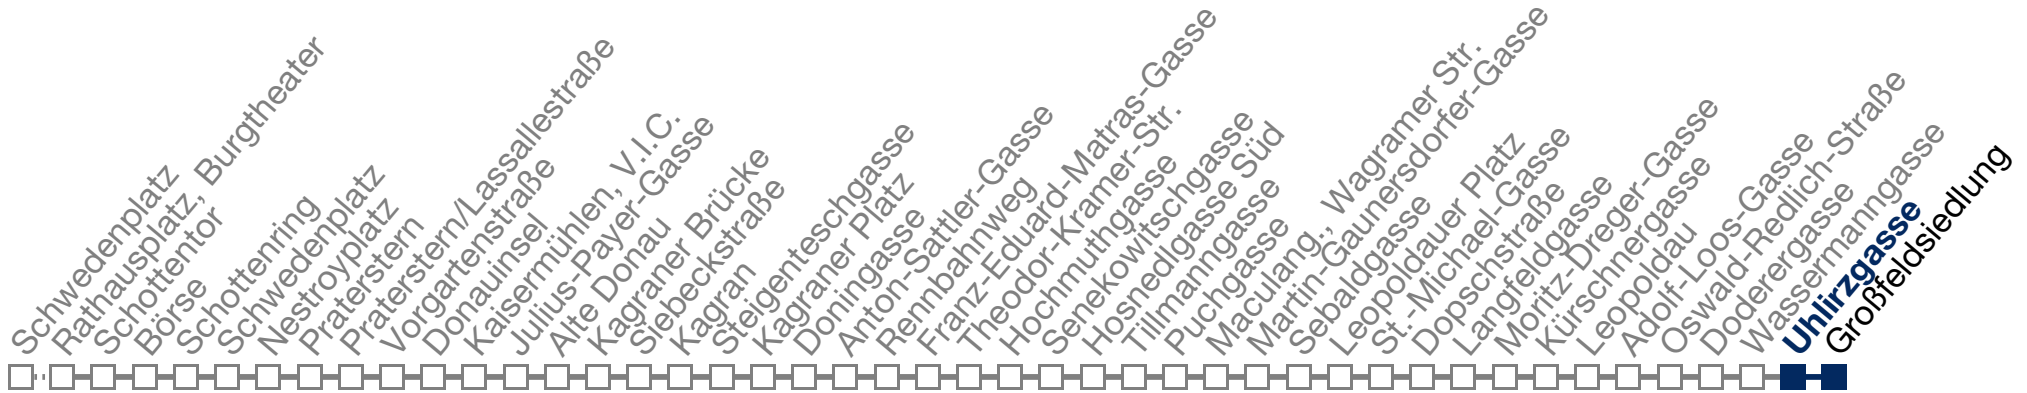 Schwedenplatz
Rathausplatz, Burgtheater
Schottentor
Börse
Schottenring
Schwedenplatz
Nestroyplatz
Praterstern
Praterstern/Lassallestraße
Vorgartenstraße
Donauinsel
Kaisermühlen, V.I.C.
Julius-Payer-Gasse
Alte Donau
Kagraner Brücke
Siebeckstraße
Kagran
Steigenteschgasse
Kagraner Platz
Doningasse
Anton-Sattler-Gasse
Rennbahnweg
Franz-Eduard-Matras-Gasse
Theodor-Kramer-Str.
Hochmuthgasse
Senekowitschgasse
Hosnedlgasse Süd
Tillmanngasse
Puchgasse
Maculang., Wagramer Str.
Martin-Gaunersdorfer-Gasse
Sebaldgasse
Leopoldauer Platz
St.-Michael-Gasse
Dopschstraße
Langfeldgasse
Moritz-Dreger-Gasse
Kürschnergasse
Leopoldau
Adolf-Loos-Gasse
Oswald-Redlich-Straße
Doderergasse
Wassermanngasse
Uhlirzgasse
Großfeldsiedlung